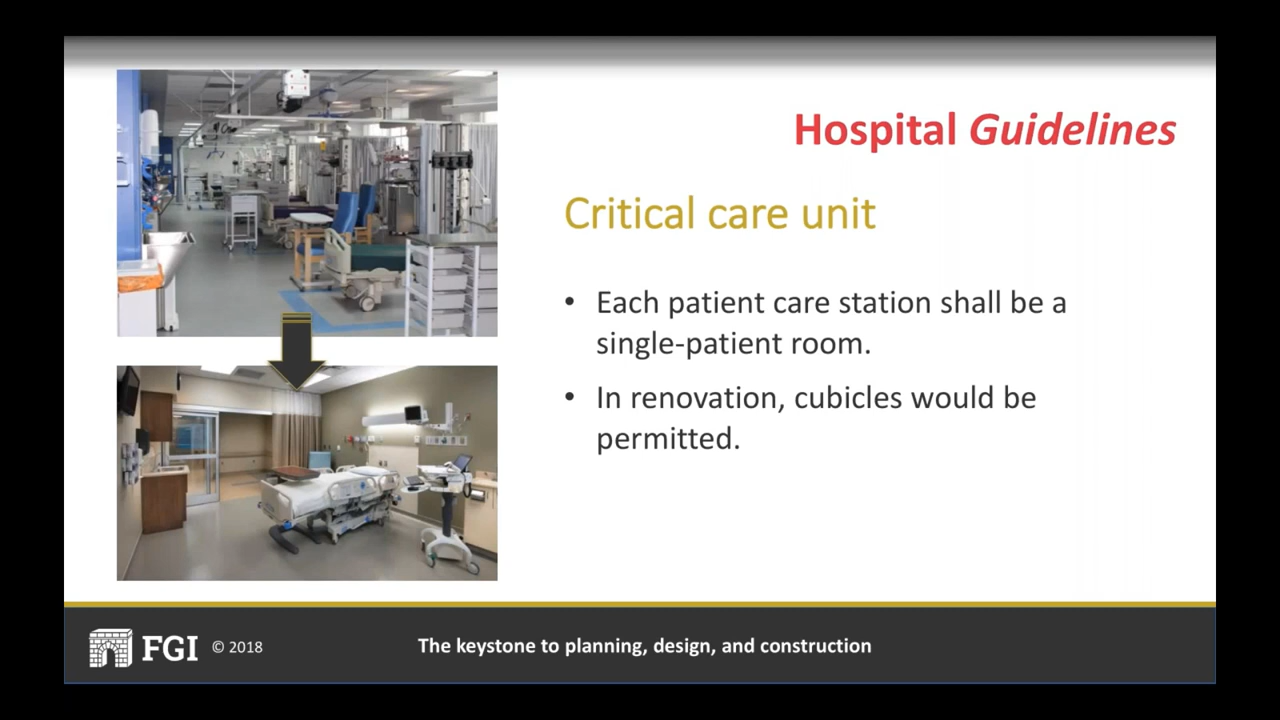 Hospital Guidelines
Critical care unit
• Each patient care station shall be a
single-patient room.
• In renovation, cubicles would be
permitted.
FGI © 2018
The keystone to planning, design, and construction